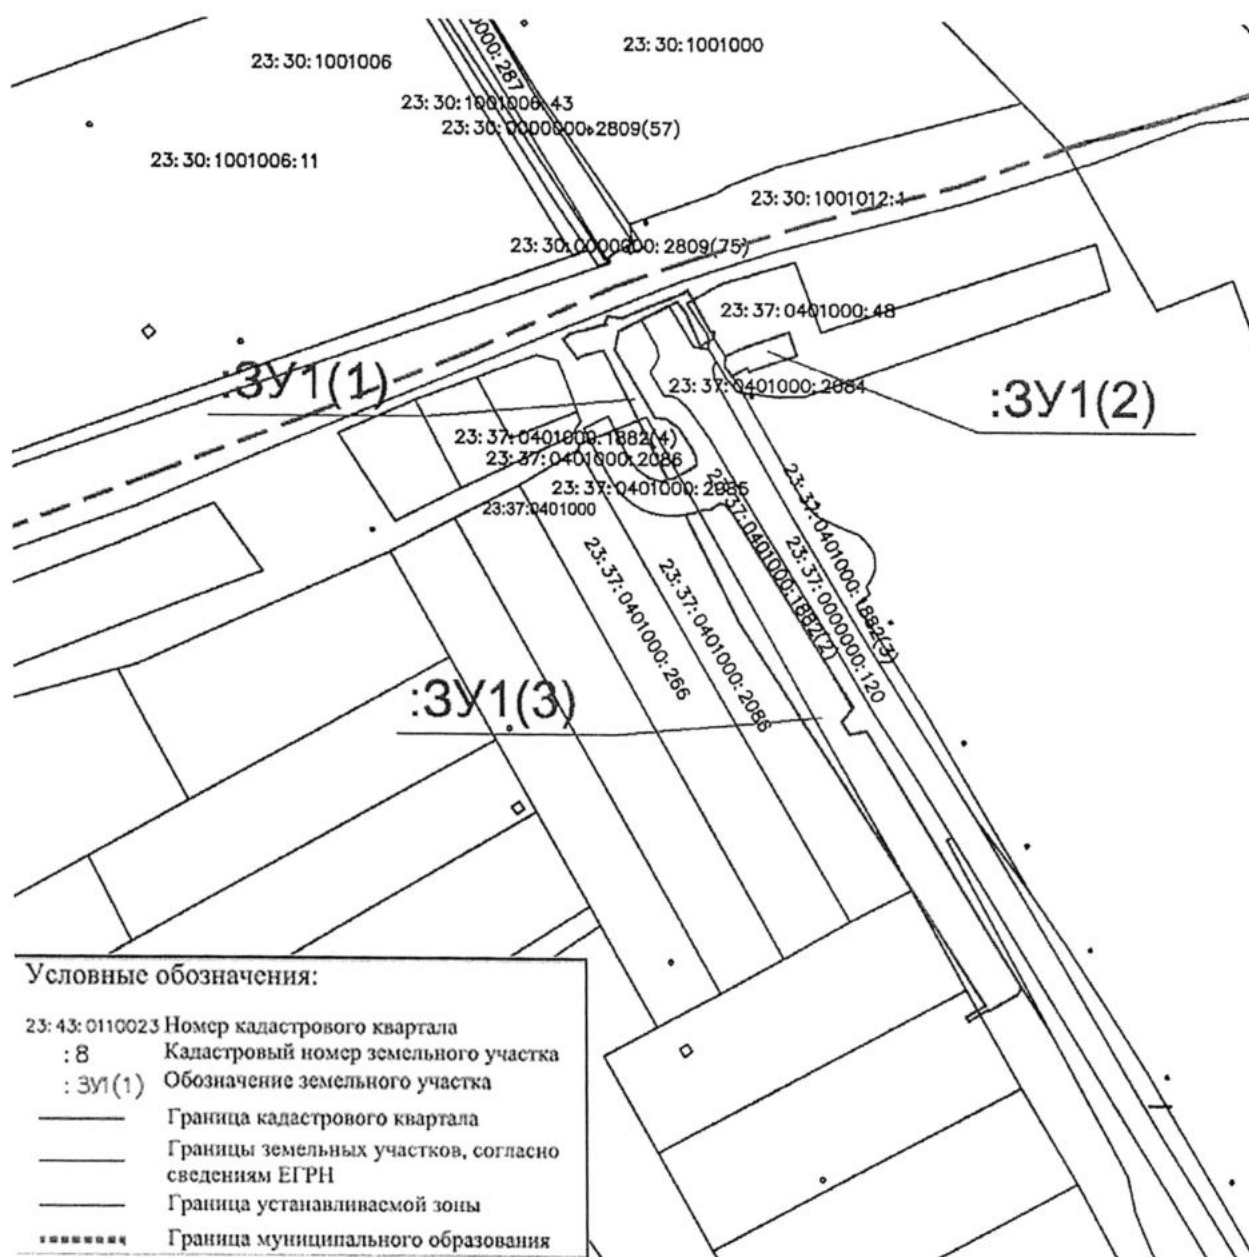 0000:287
23:30:1001000
23:30:1001006
23:30:1001006:43
23:30:0000000:2809(57)
23:30:1001006:11
23:30:1001012:1
23:30:0000000:2809(75)
23:37:0401000:48
:ЗУ1(1)
23:37:0401000:2084
:ЗУ1(2)
23:37:0401000:1882(4)
23:37:0401000:2086
23:37:0401000:2085
23:37:0401000
23:37:0401000:266
23:37:0401000:2086
23:37:0401000:1882(2)
23:37:0000000:120
23:37:0401000:1882(3)
:ЗУ1(3)
Условные обозначения:
23:43:0110023 Номер кадастрового квартала
:8 Кадастровый номер земельного участка
:ЗУ1(1) Обозначение земельного участка
Граница кадастрового квартала
Границы земельных участков, согласно
сведениям ЕГРН
Граница устанавливаемой зоны
Граница муниципального образования